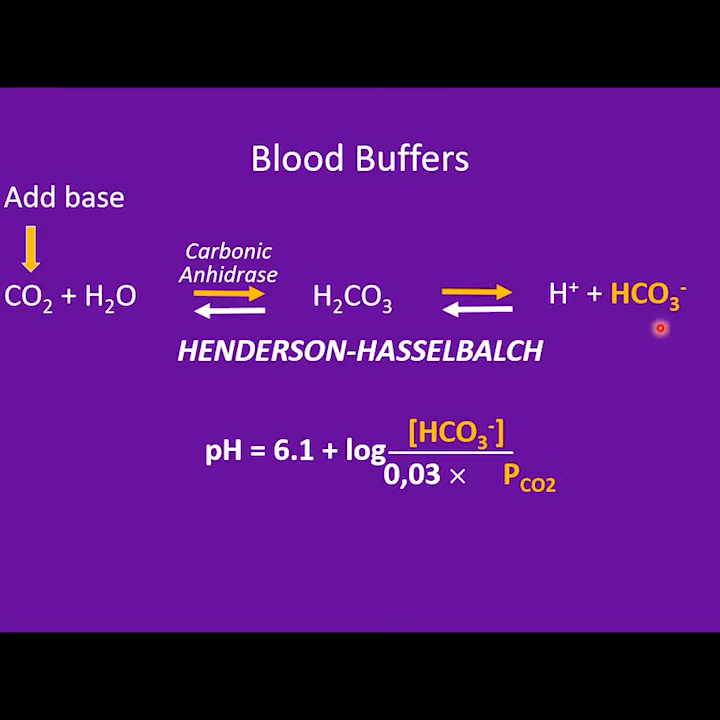 Blood Buffers
Add base
Carbonic
Anhidrase
CO₂ + H₂O H₂CO₃ H⁺ + HCO₃⁻
HENDERSON-HASSELBALCH
[HCO₃⁻]
pH = 6.1 + log
0,03 × P_CO2